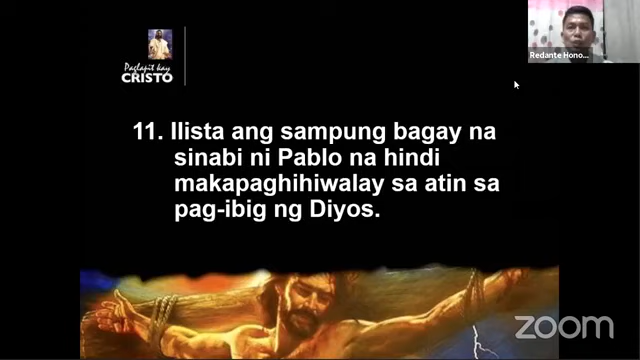 Redante Hono...
Paglapit kay
CRISTO
11. Ilista ang sampung bagay na
sinabi ni Pablo na hindi
makapaghihiwalay sa atin sa
pag-ibig ng Diyos.
zoom